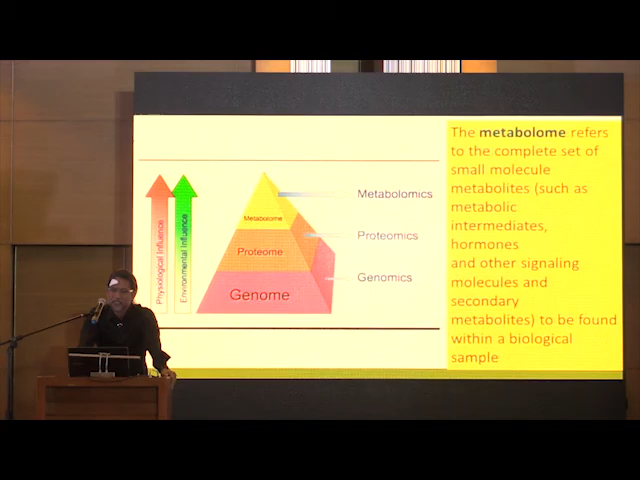 Physiological Influence
Environmental Influence
Metabolome
Proteome
Genome
Metabolomics
Proteomics
Genomics
The metabolome refers
to the complete set of
small molecule
metabolites (such as
metabolic
intermediates,
hormones
and other signaling
molecules and
secondary
metabolites) to be found
within a biological
sample